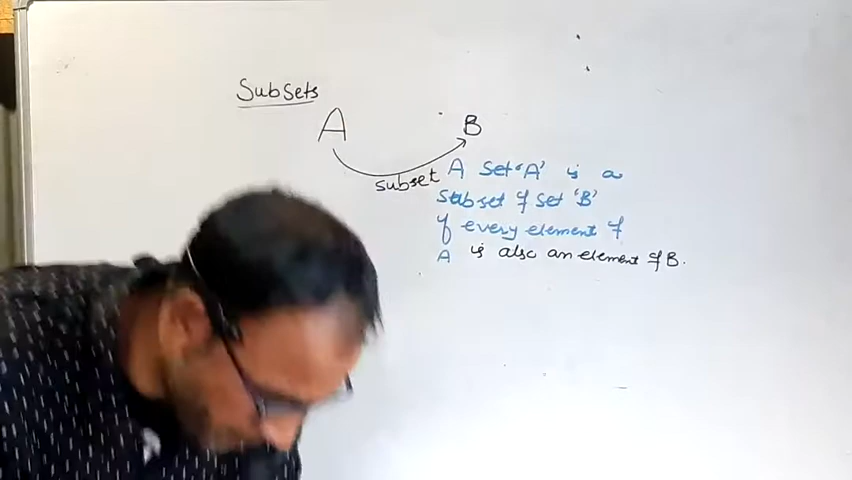 Subsets
A B
subset
A set 'A' is a
subset of set 'B'
if every element of
A is also an element of B.